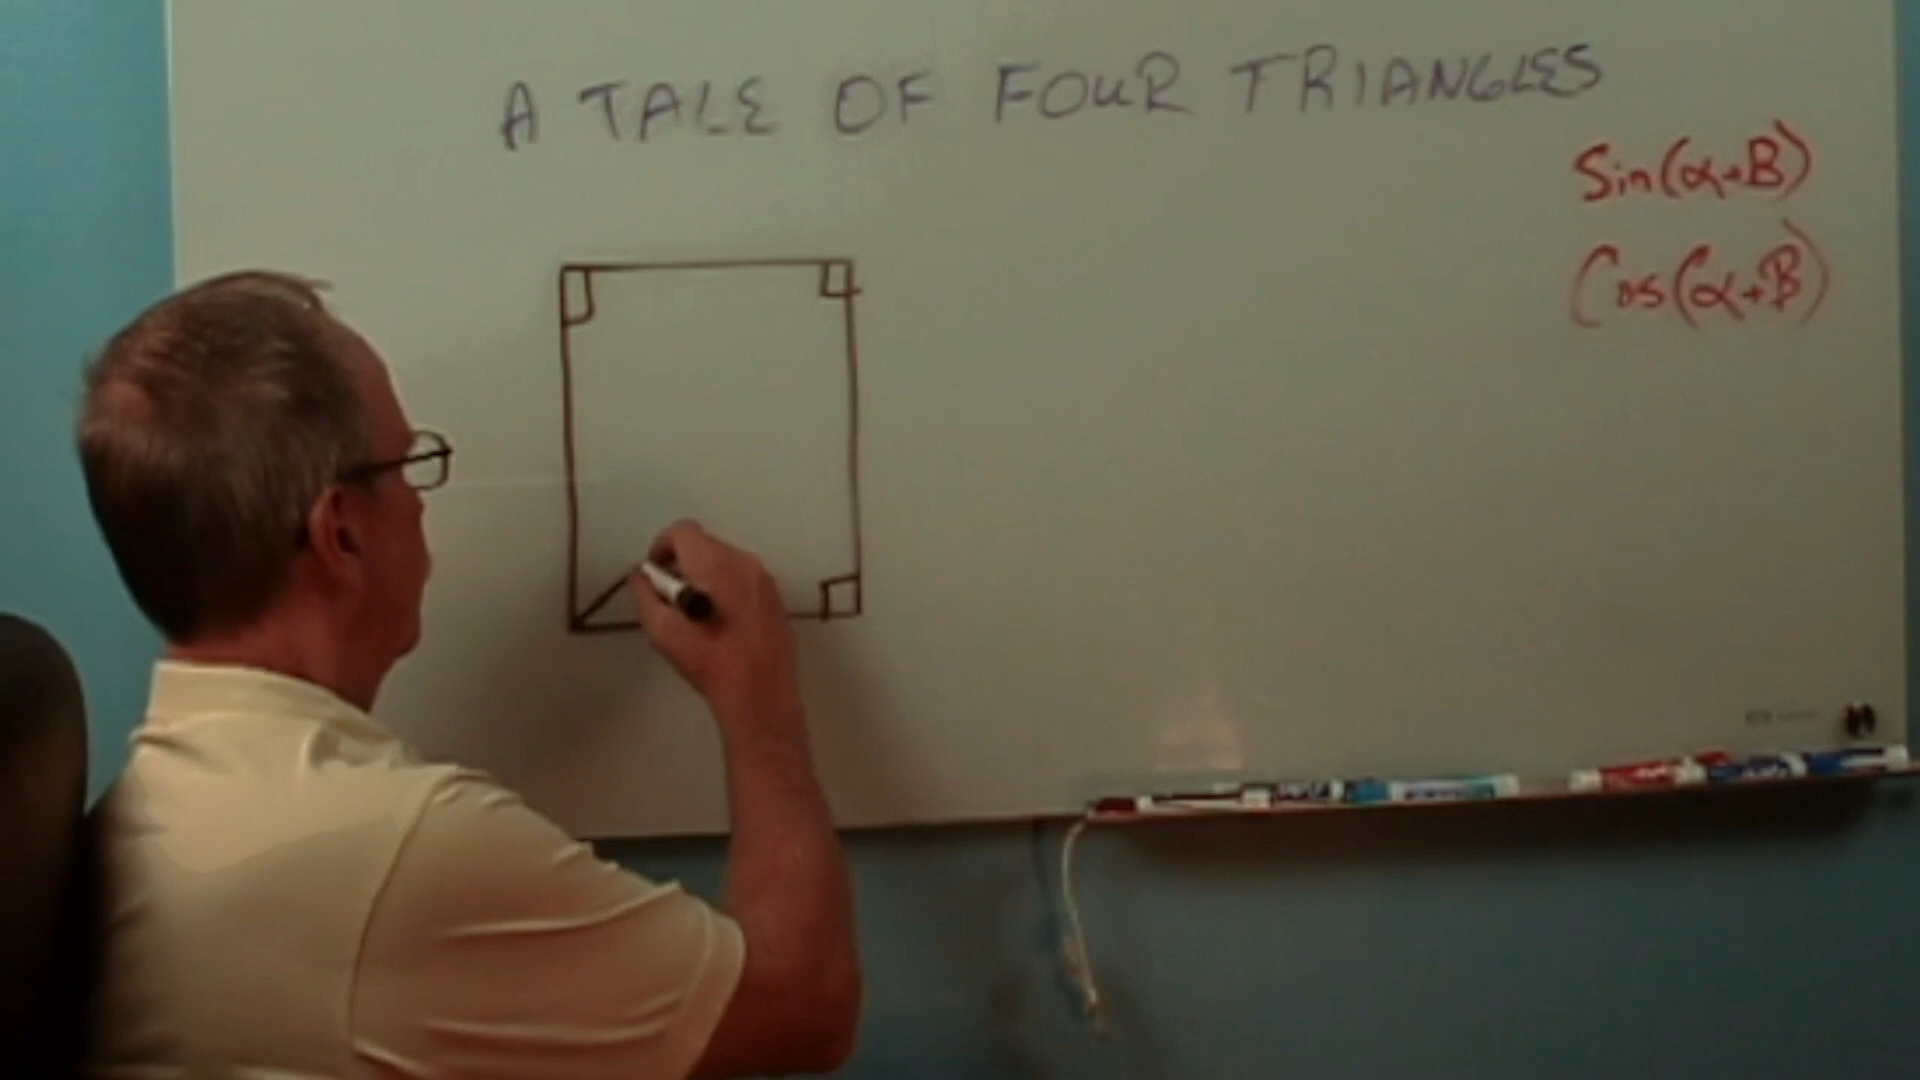 A TALE OF FOUR TRIANGLES
Sin(α+B)
Cos(α+B)